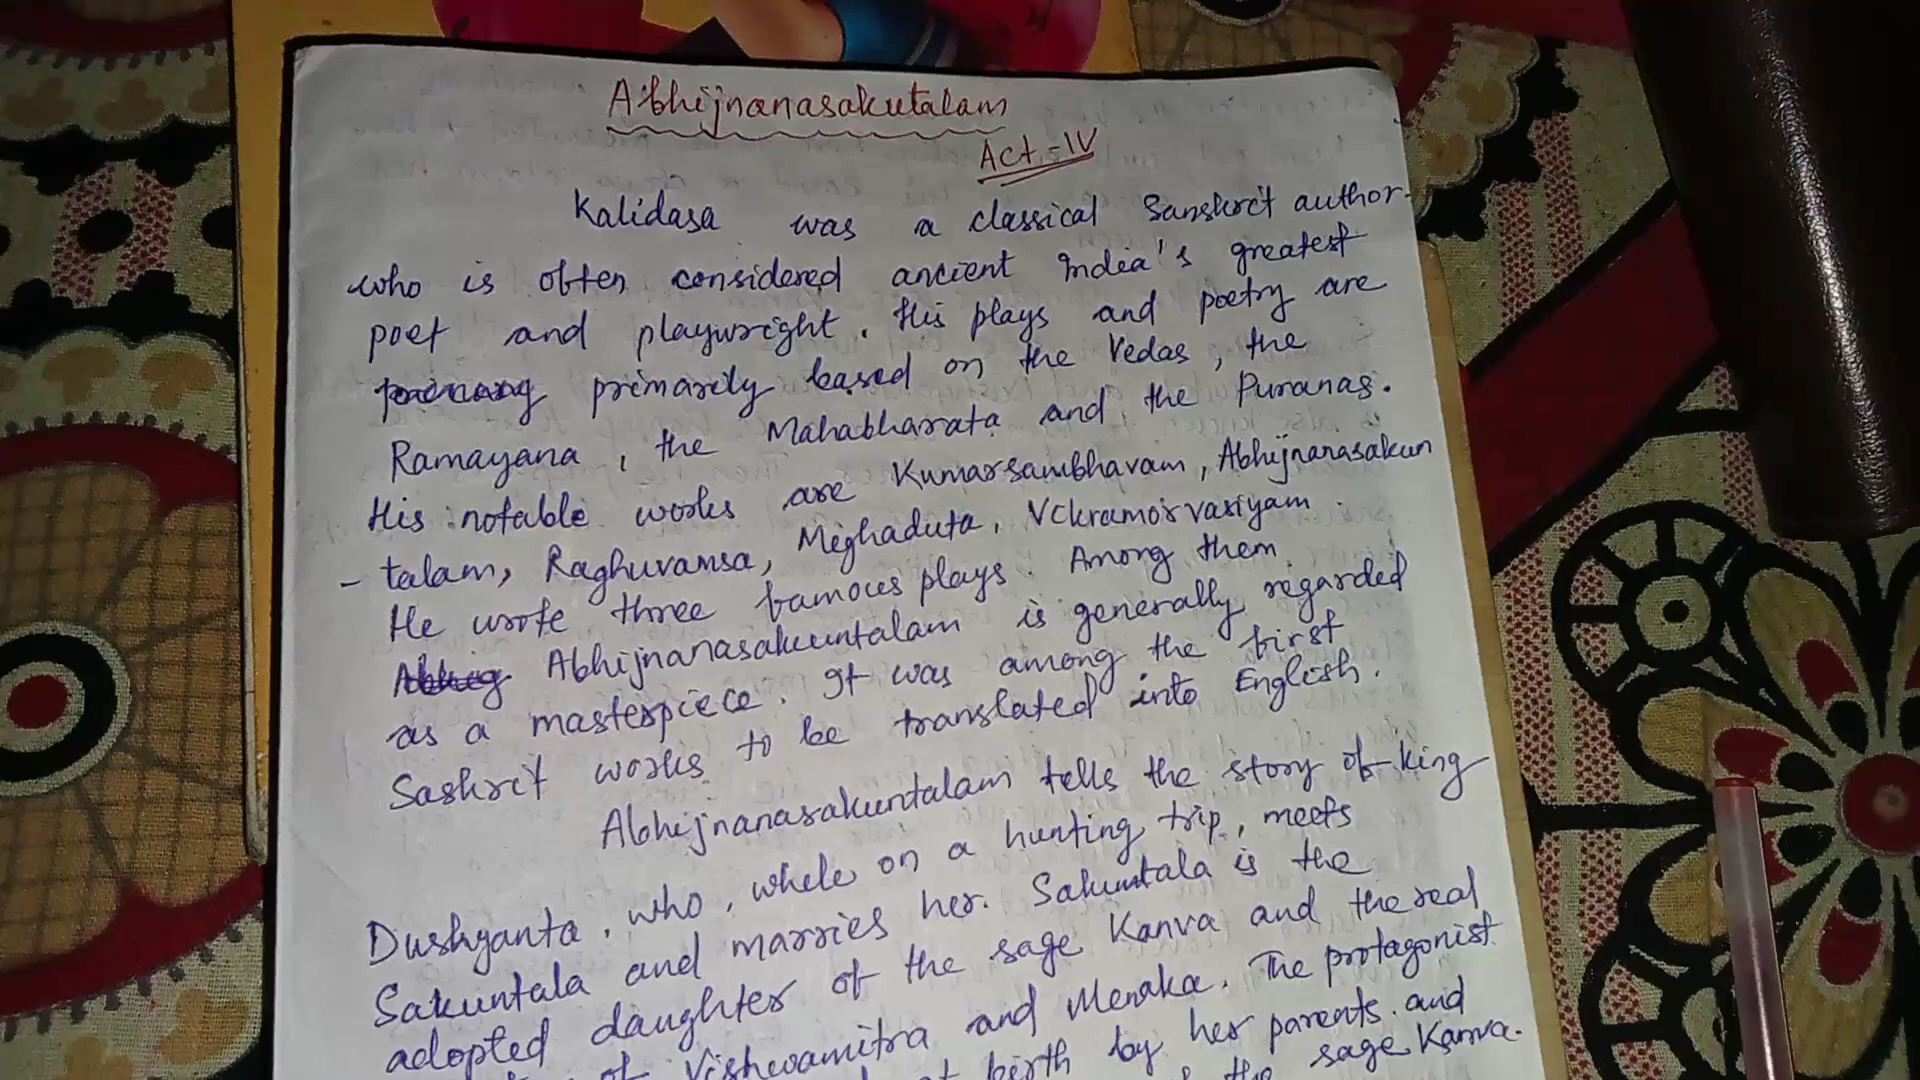 Abhijnanasakutalam
Act-IV
Kalidasa was a classical Sanskrit author
who is often considered ancient India's greatest
poet and playwright. His plays and poetry are
primarily based on the Vedas, the
Ramayana, the Mahabharata and the Puranas.
His notable works are Kumarsambhavam, Abhijnanasakun
- talam, Raghuvamsa, Meghaduta, Vikramorvasiyam.
He wrote three famous plays. Among them
Abhijnanasakuntalam is generally regarded
as a masterpiece. It was among the first
Saskrit works to be translated into English.
Abhijnanasakuntalam tells the story of king
Dushyanta, who, while on a hunting trip, meets
Sakuntala and marries her. Sakuntala is the
adopted daughter of the sage Kanva and the real
of Vishwamitra and Menaka. The protagonist
birth by her parents. and
the sage Kanva.